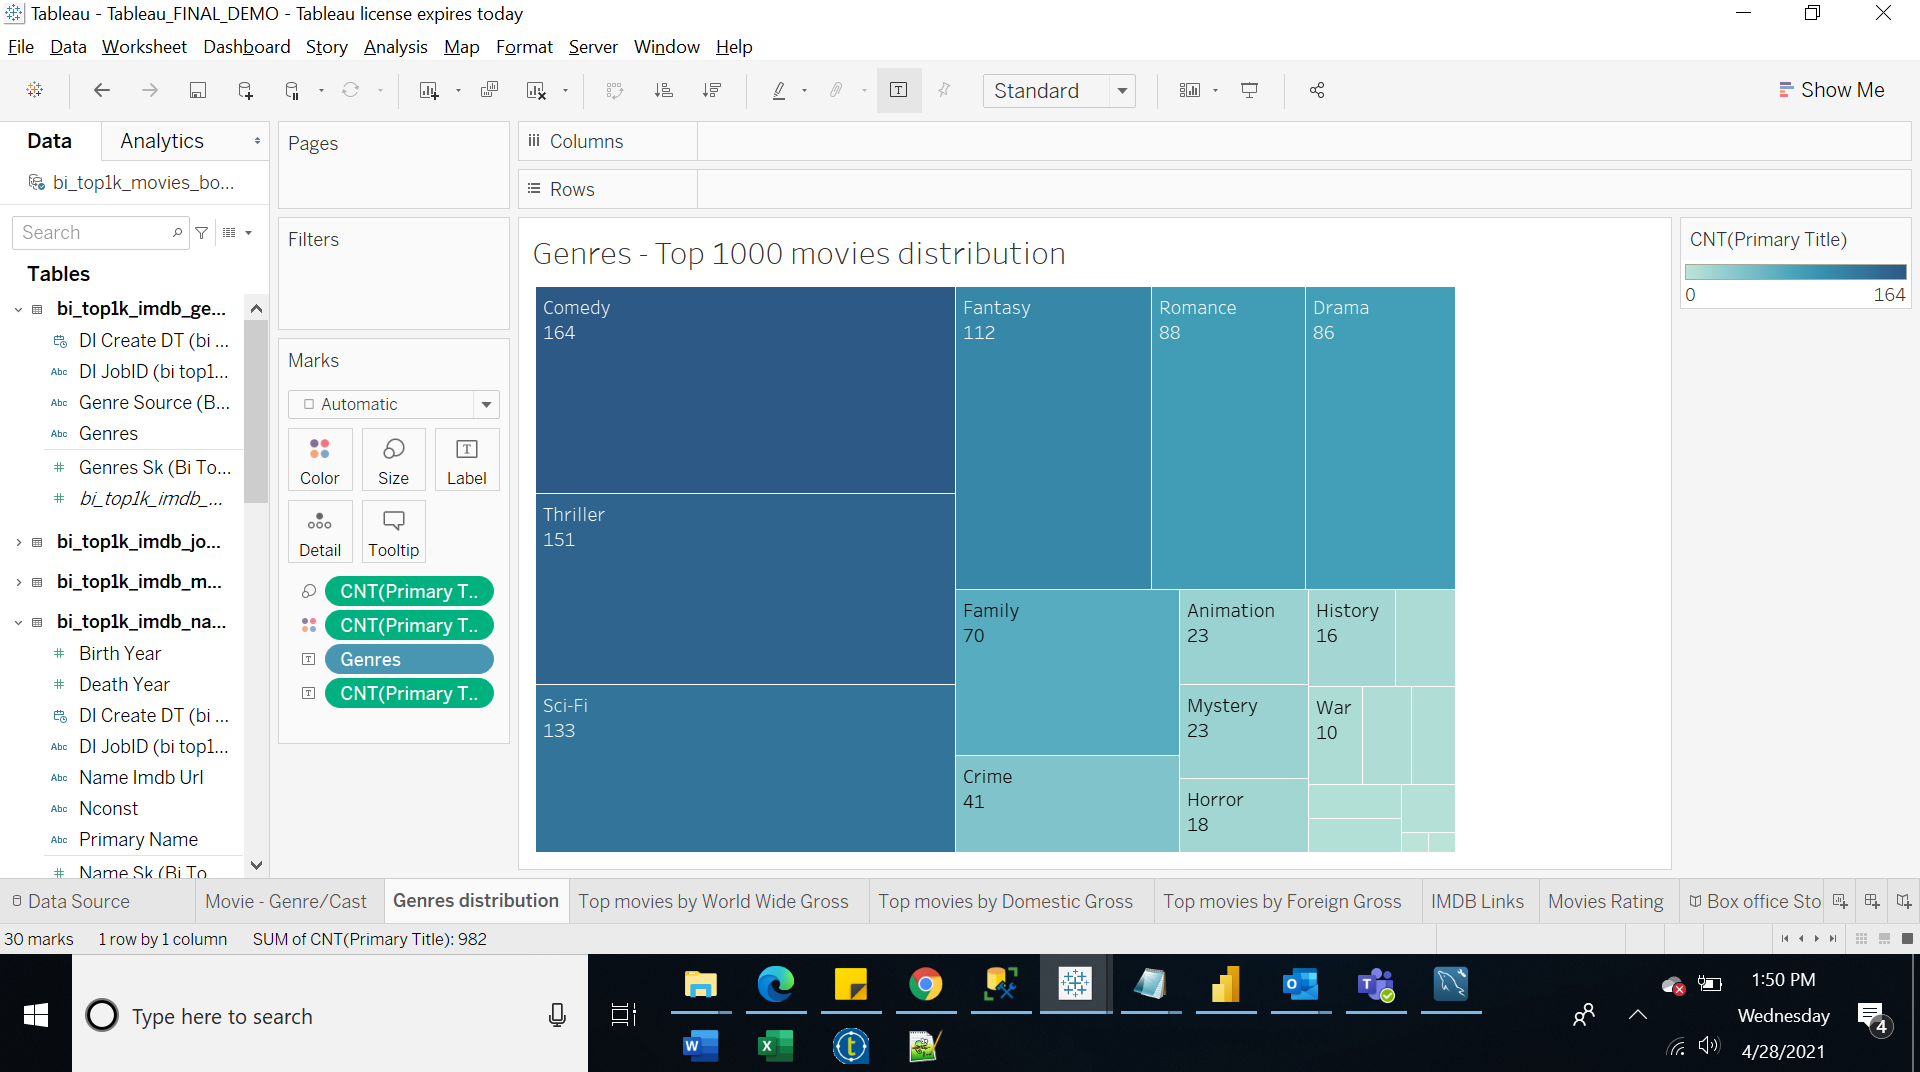 Tableau - Tableau_FINAL_DEMO - Tableau license expires today
File Data Worksheet Dashboard Story Analysis Map Format Server Window Help
Standard
Show Me
Data Analytics
bi_top1k_movies_bo...
Search
Tables
bi_top1k_imdb_ge...
DI Create DT (bi ...
Abc DI JobID (bi top1...
Abc Genre Source (B...
Abc Genres
# Genres Sk (Bi To...
# bi_top1k_imdb_...
bi_top1k_imdb_jo...
bi_top1k_imdb_m...
bi_top1k_imdb_na...
# Birth Year
# Death Year
DI Create DT (bi ...
Abc DI JobID (bi top1...
Abc Name Imdb Url
Abc Nconst
Abc Primary Name
# Name Sk (Bi To
Pages
Filters
Marks
Automatic
Color Size T Label
Detail Tooltip
CNT(Primary T..
CNT(Primary T..
T Genres
T CNT(Primary T..
Columns
Rows
Genres - Top 1000 movies distribution
Comedy
164
Thriller
151
Sci-Fi
133
Fantasy
112
Romance
88
Drama
86
Family
70
Crime
41
Animation
23
Mystery
23
Horror
18
History
16
War
10
CNT(Primary Title)
0 164
Data Source Movie - Genre/Cast Genres distribution Top movies by World Wide Gross Top movies by Domestic Gross Top movies by Foreign Gross IMDB Links Movies Rating Box office Sto
30 marks 1 row by 1 column SUM of CNT(Primary Title): 982
Type here to search
1:50 PM
Wednesday
4/28/2021
4